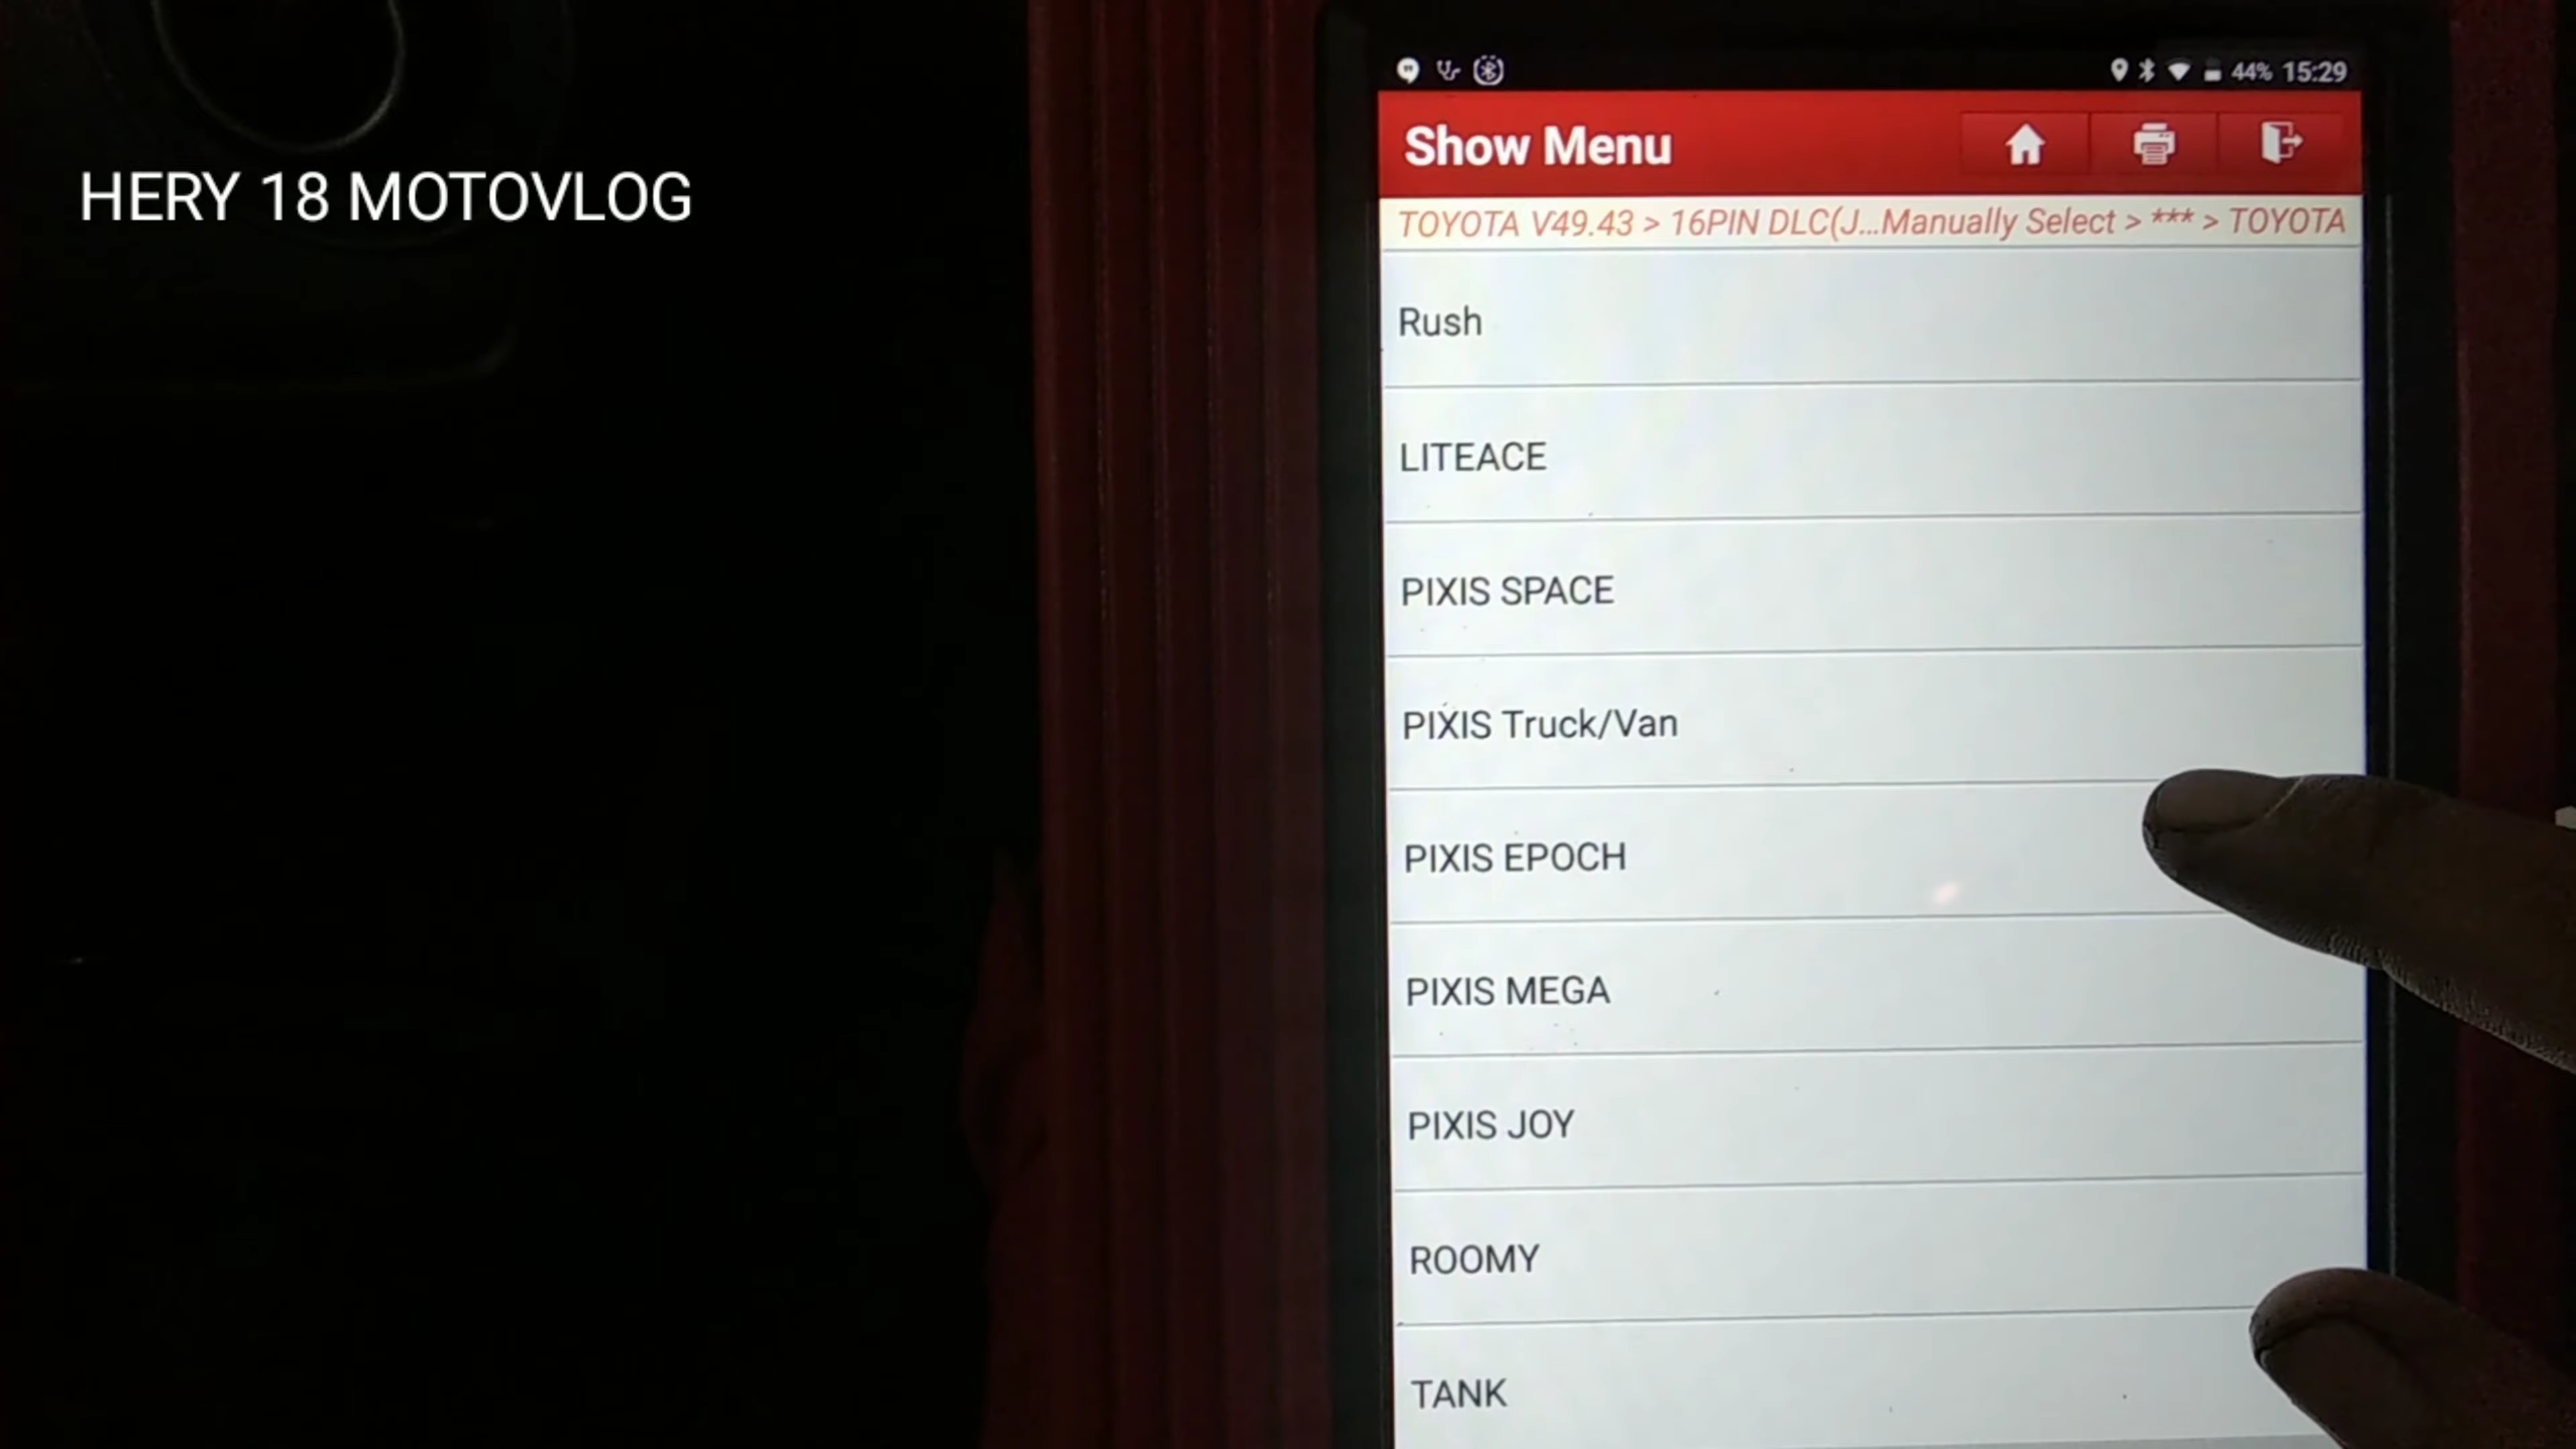 HERY 18 MOTOVLOG
44% 15:29
Show Menu
TOYOTA V49.43 > 16PIN DLC(J...Manually Select > *** > TOYOTA
Rush
LITEACE
PIXIS SPACE
PIXIS Truck/Van
PIXIS EPOCH
PIXIS MEGA
PIXIS JOY
ROOMY
TANK